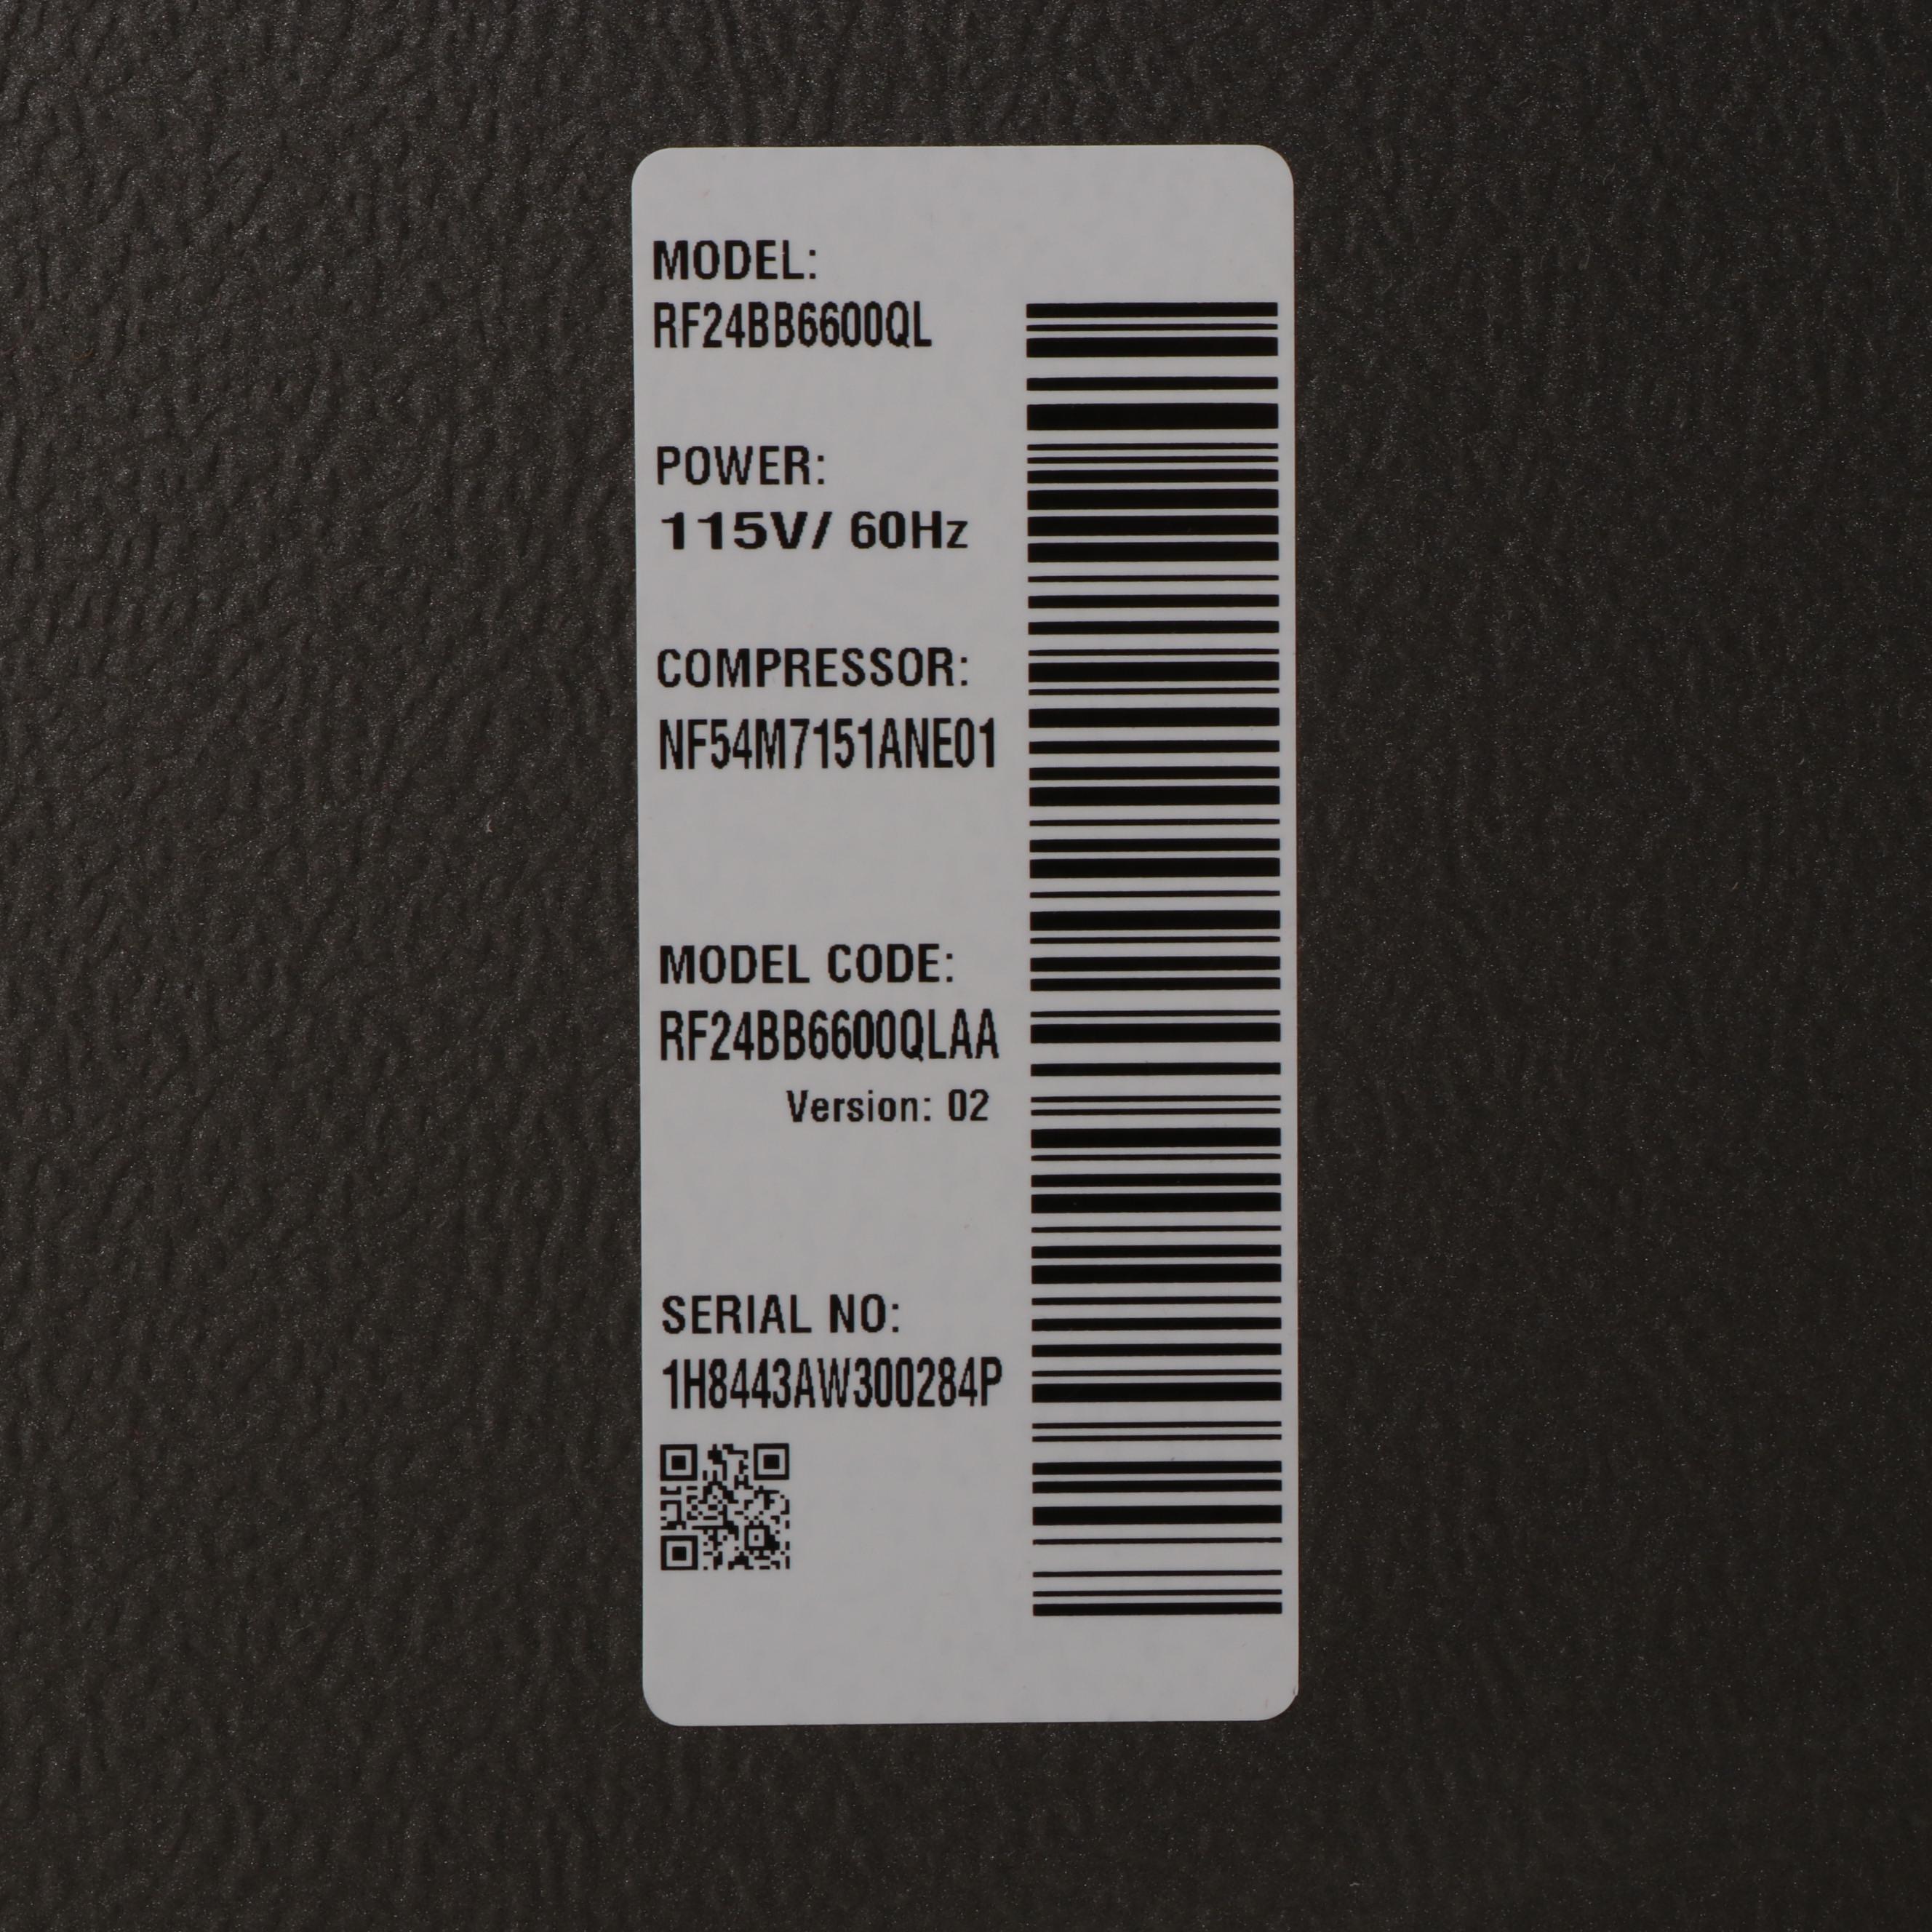 MODEL:
RF24BB6600QL
POWER:
115V/ 60Hz
COMPRESSOR:
NF54M7151ANE01
MODEL CODE:
RF24BB6600QLAA
Version: 02
SERIAL NO:
1H8443AW300284P